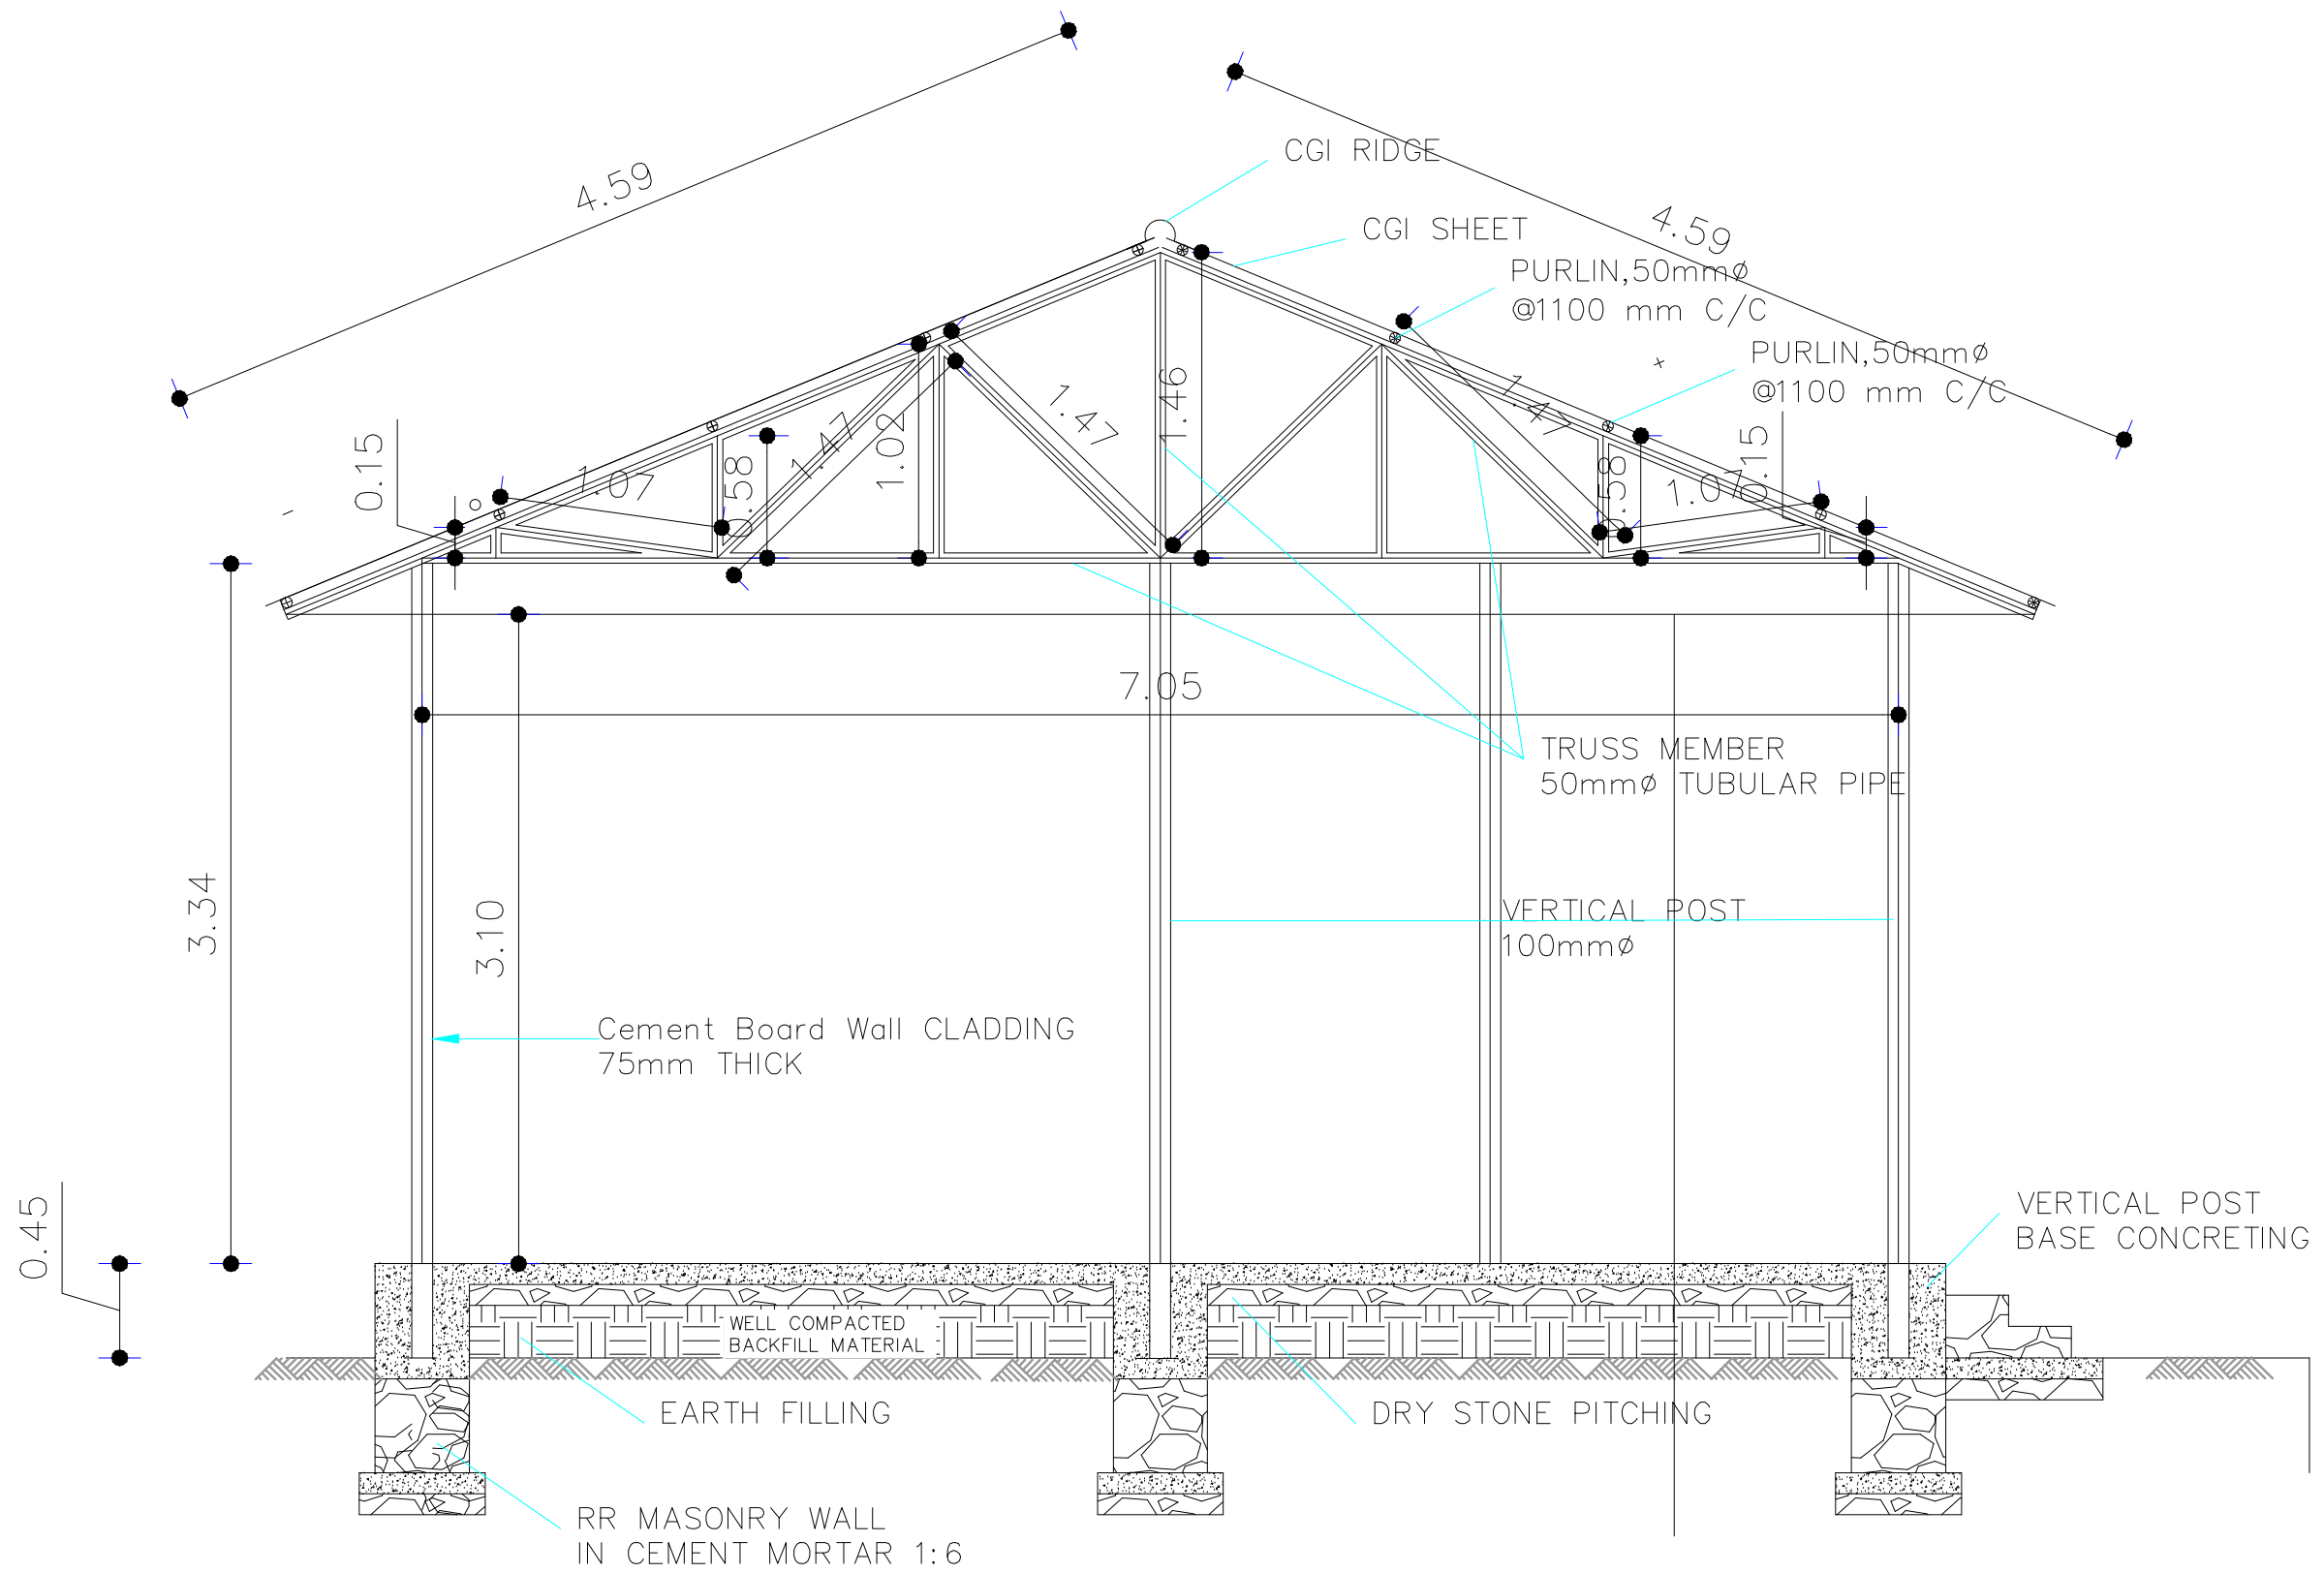 4.59
4.59
CGI RIDGE
CGI SHEET
PURLIN,50mmø
@1100 mm C/C
PURLIN,50mmø
@1100 mm C/C
0.15
1.07
0.58
1.47
1.02
1.47
1.46
1.47
0.58
1.07
0.15
7.05
TRUSS MEMBER
50mmø TUBULAR PIPE
3.34
3.10
VERTICAL POST
100mmø
Cement Board Wall CLADDING
75mm THICK
0.45
VERTICAL POST
BASE CONCRETING
WELL COMPACTED
BACKFILL MATERIAL
EARTH FILLING
DRY STONE PITCHING
RR MASONRY WALL
IN CEMENT MORTAR 1:6